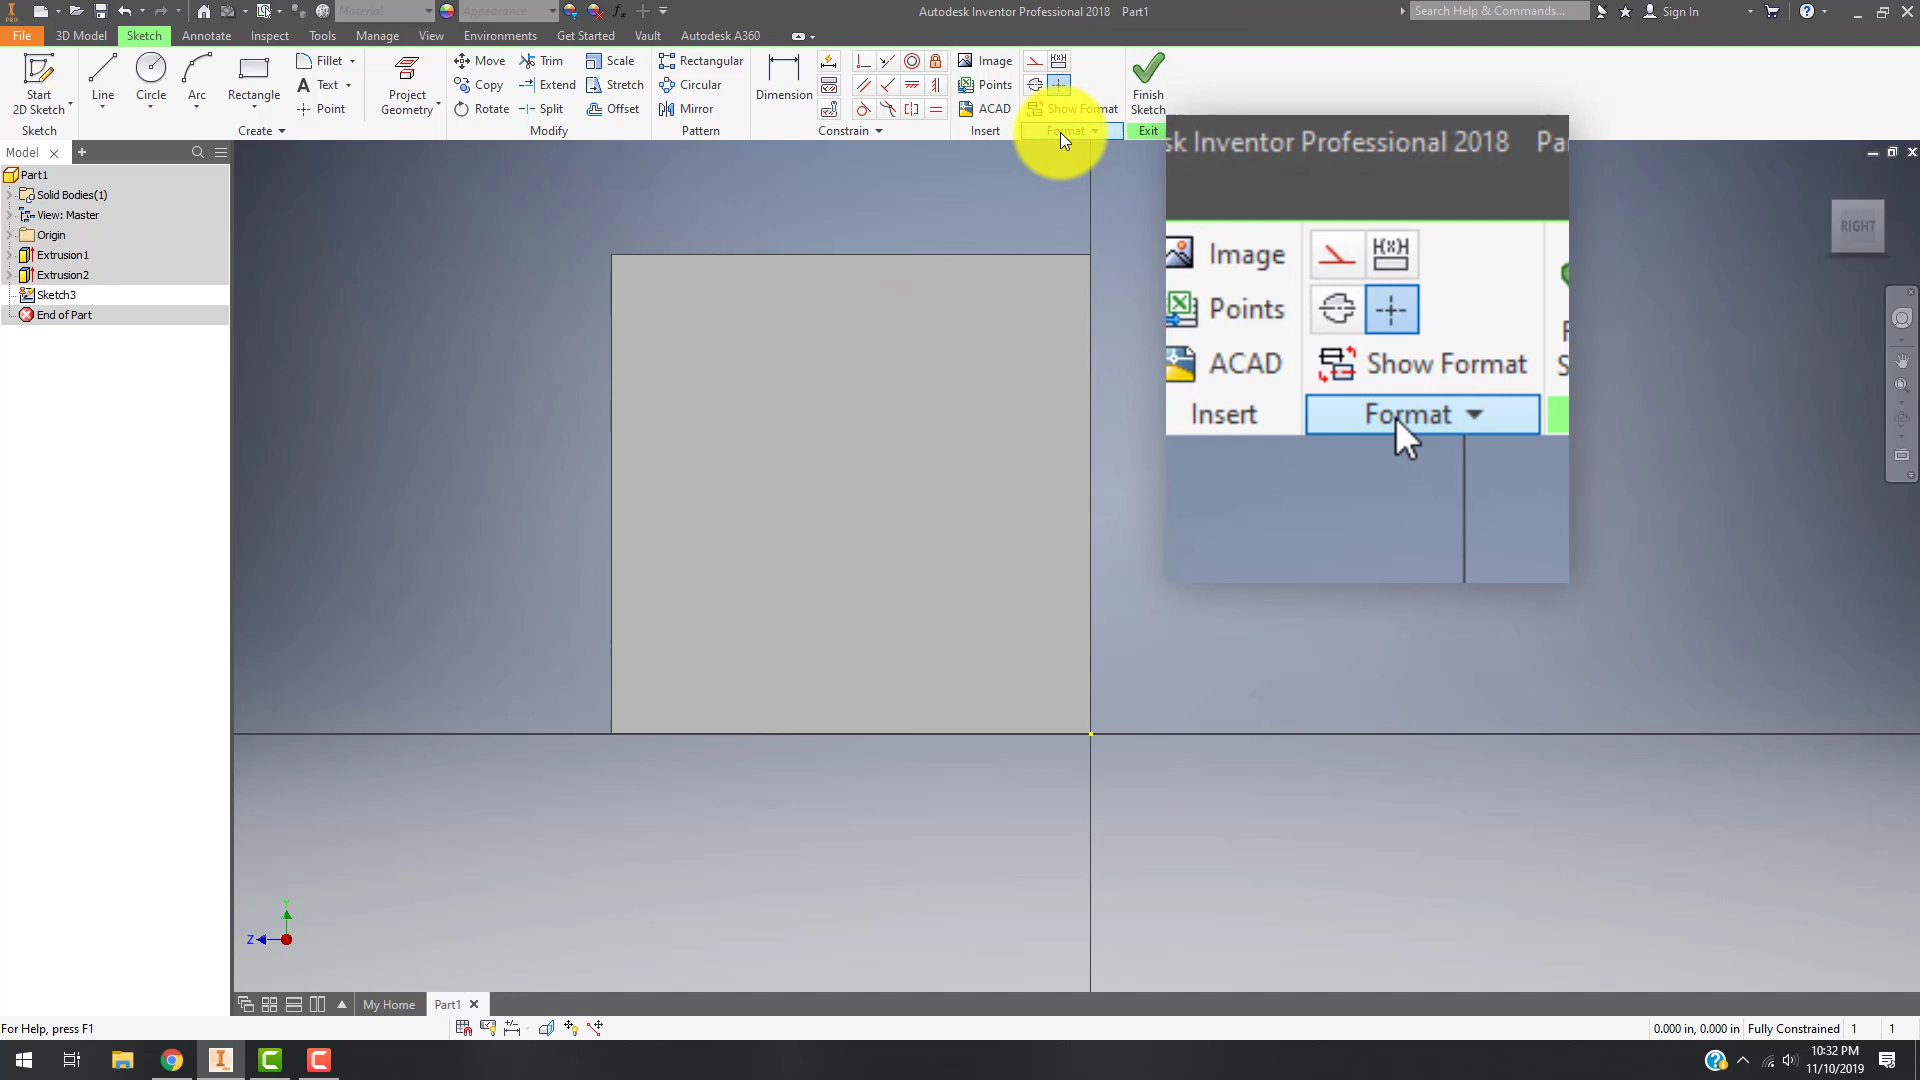 Material
Appearance
Autodesk Inventor Professional 2018 Part1
Search Help & Commands...
Sign In
File 3D Model Sketch Annotate Inspect Tools Manage View Environments Get Started Vault Autodesk A360
Start
2D Sketch
Line
Circle
Arc
Rectangle
Fillet
Text
Point
Project
Geometry
Move Trim Scale
Copy Extend Stretch
Rotate Split Offset
Rectangular
Circular
Mirror
Dimension
Image
Points
ACAD
Show Format
Finish
Sketch
Sketch Create Modify Pattern Constrain Insert Format Exit
Model
Part1
Solid Bodies(1)
View: Master
Origin
Extrusion1
Extrusion2
Sketch3
End of Part
sk Inventor Professional 2018 Pa
Image
Points
ACAD
Show Format
Insert
Format
RIGHT
Y
Z
My Home Part1
For Help, press F1
0.000 in, 0.000 in Fully Constrained 1 1
10:32 PM
11/10/2019